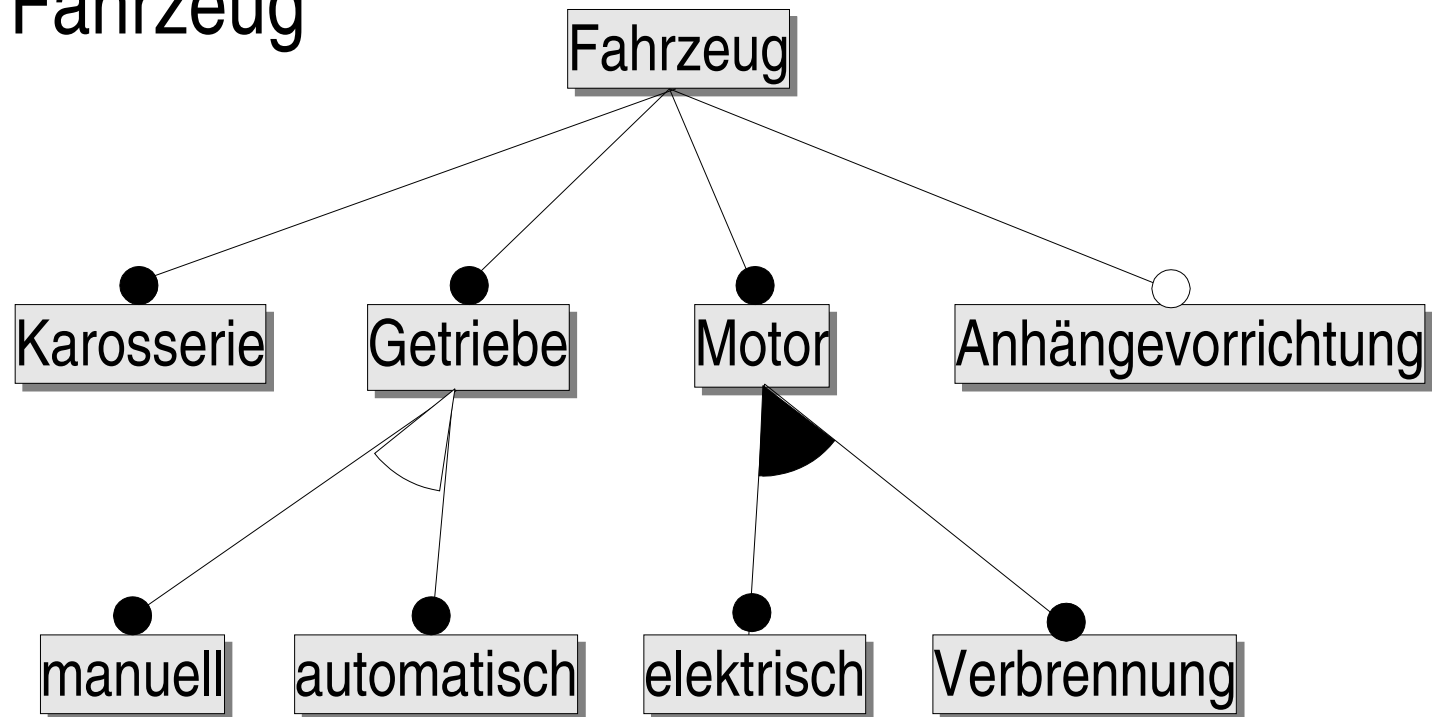 Fahrzeug
Fahrzeug
Karosserie Getriebe Motor Anhängevorrichtung
manuell automatisch elektrisch Verbrennung